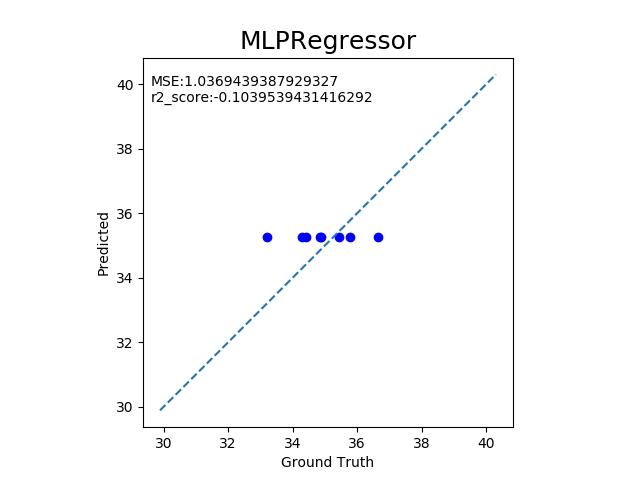 MLPRegressor
MSE:1.0369439387929327
r2_score:-0.1039539431416292
40
38
36
34
32
30
Predicted
30 32 34 36 38 40
Ground Truth